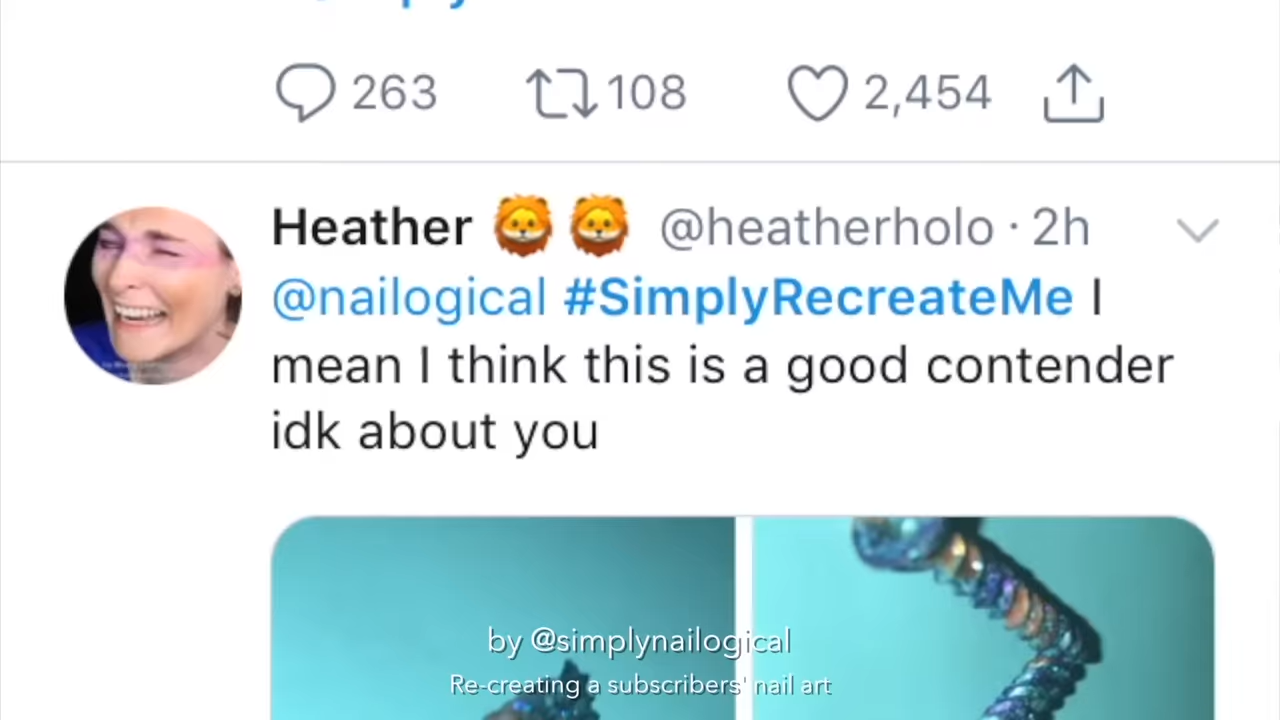 263 108 2,454
Heather 🦁 🦁 @heatherholo · 2h
@nailogical #SimplyRecreateMe I
mean I think this is a good contender
idk about you
by @simplynailogical
Re-creating a subscribers' nail art